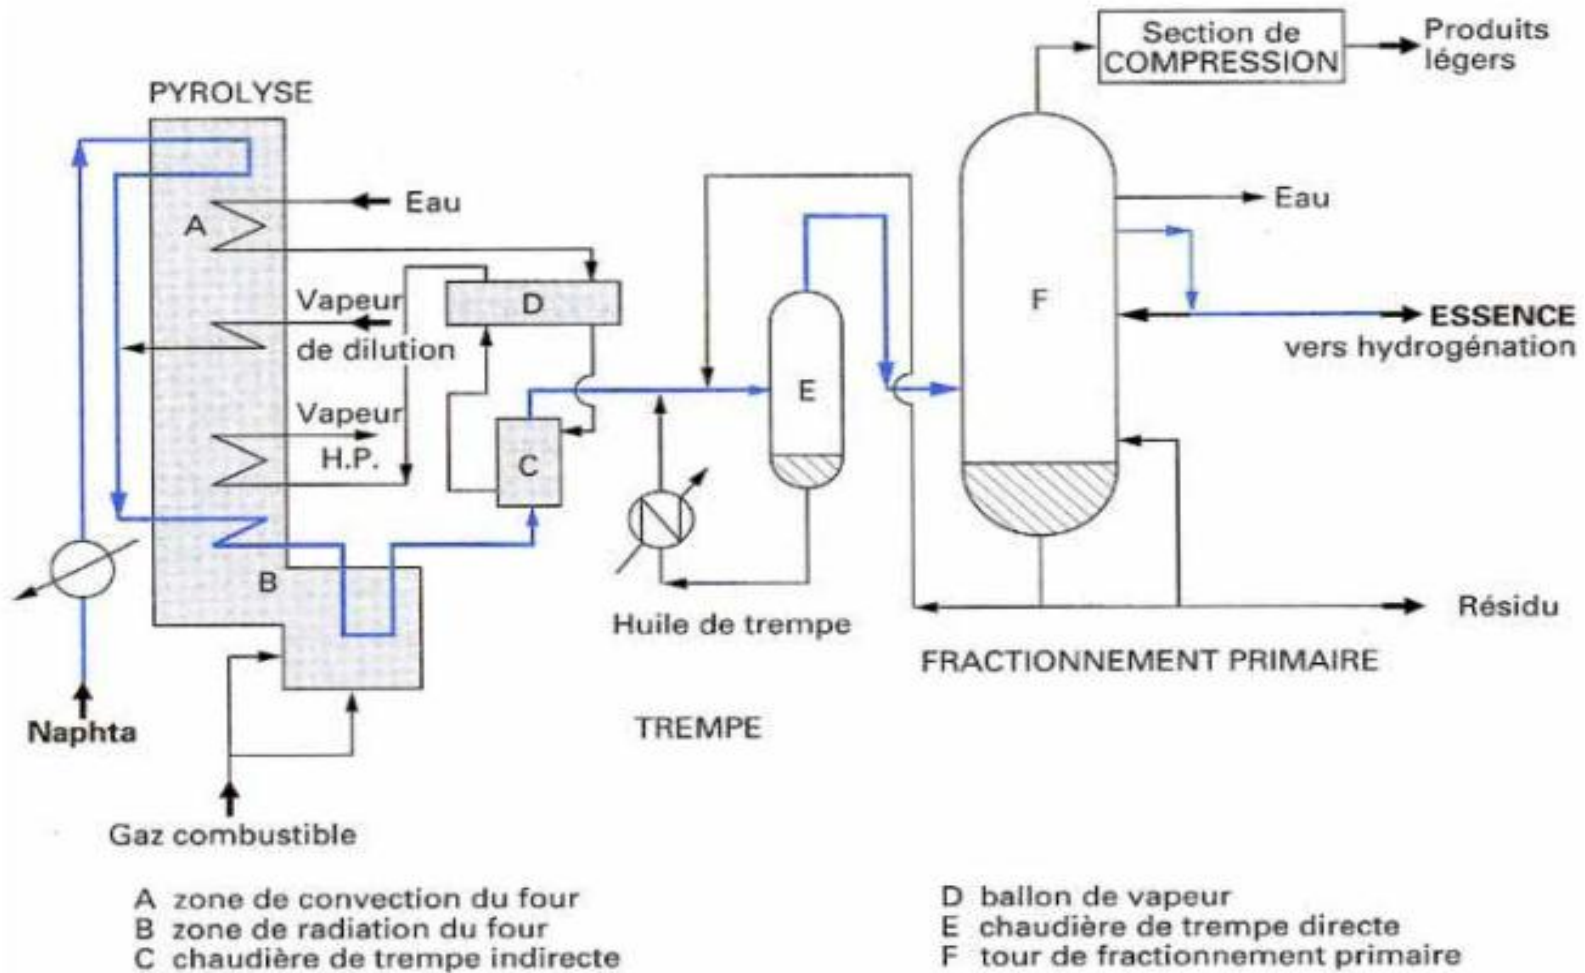 Section de
COMPRESSION
Produits
légers
PYROLYSE
A
Eau
Vapeur
de dilution
D
Vapeur
H.P.
C
B
E
F
Eau
ESSENCE
vers hydrogénation
Huile de trempe
Résidu
FRACTIONNEMENT PRIMAIRE
TREMPE
Naphta
Gaz combustible
A zone de convection du four
B zone de radiation du four
C chaudière de trempe indirecte
D ballon de vapeur
E chaudière de trempe directe
F tour de fractionnement primaire